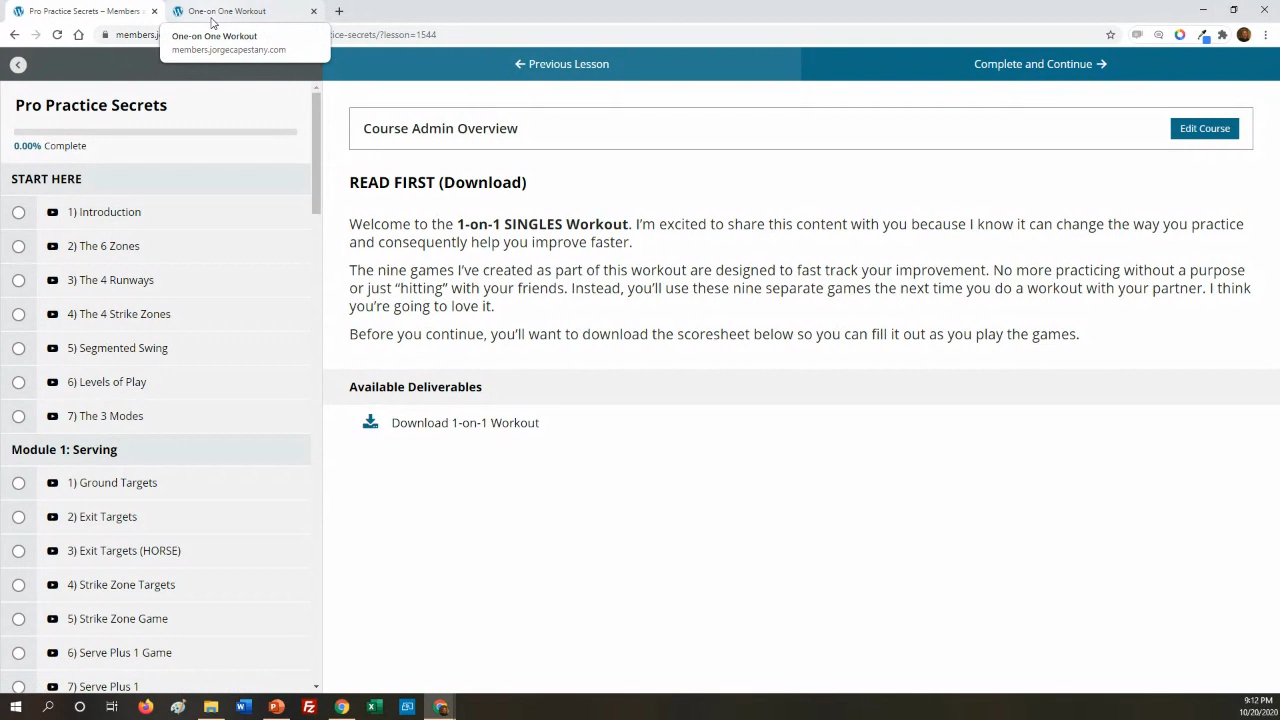 Pro Practice Secrets – Members
One-on One Workout
members.j
ice-secrets/?lesson=1544
One-on One Workout
members.jorgecapestany.com
Previous Lesson
Complete and Continue
Pro Practice Secrets
0.00% Complete
START HERE
1) Introduction
2) The 6 Zones
3) The 4 Runways
4) The 4 Strike Zones
5) Segmented Swing
6) Levels of Play
7) The 3 Modes
Module 1: Serving
1) Ground Targets
2) Exit Targets
3) Exit Targets (HORSE)
4) Strike Zone Targets
5) Strike Zone Game
6) Serve Plus 1 Game
7) Serve Plus 1
Course Admin Overview
Edit Course
READ FIRST (Download)
Welcome to the 1-on-1 SINGLES Workout. I’m excited to share this content with you because I know it can change the way you practice
and consequently help you improve faster.
The nine games I’ve created as part of this workout are designed to fast track your improvement. No more practicing without a purpose
or just “hitting” with your friends. Instead, you’ll use these nine separate games the next time you do a workout with your partner. I think
you’re going to love it.
Before you continue, you’ll want to download the scoresheet below so you can fill it out as you play the games.
Available Deliverables
Download 1-on-1 Workout
9:12 PM
10/20/2020